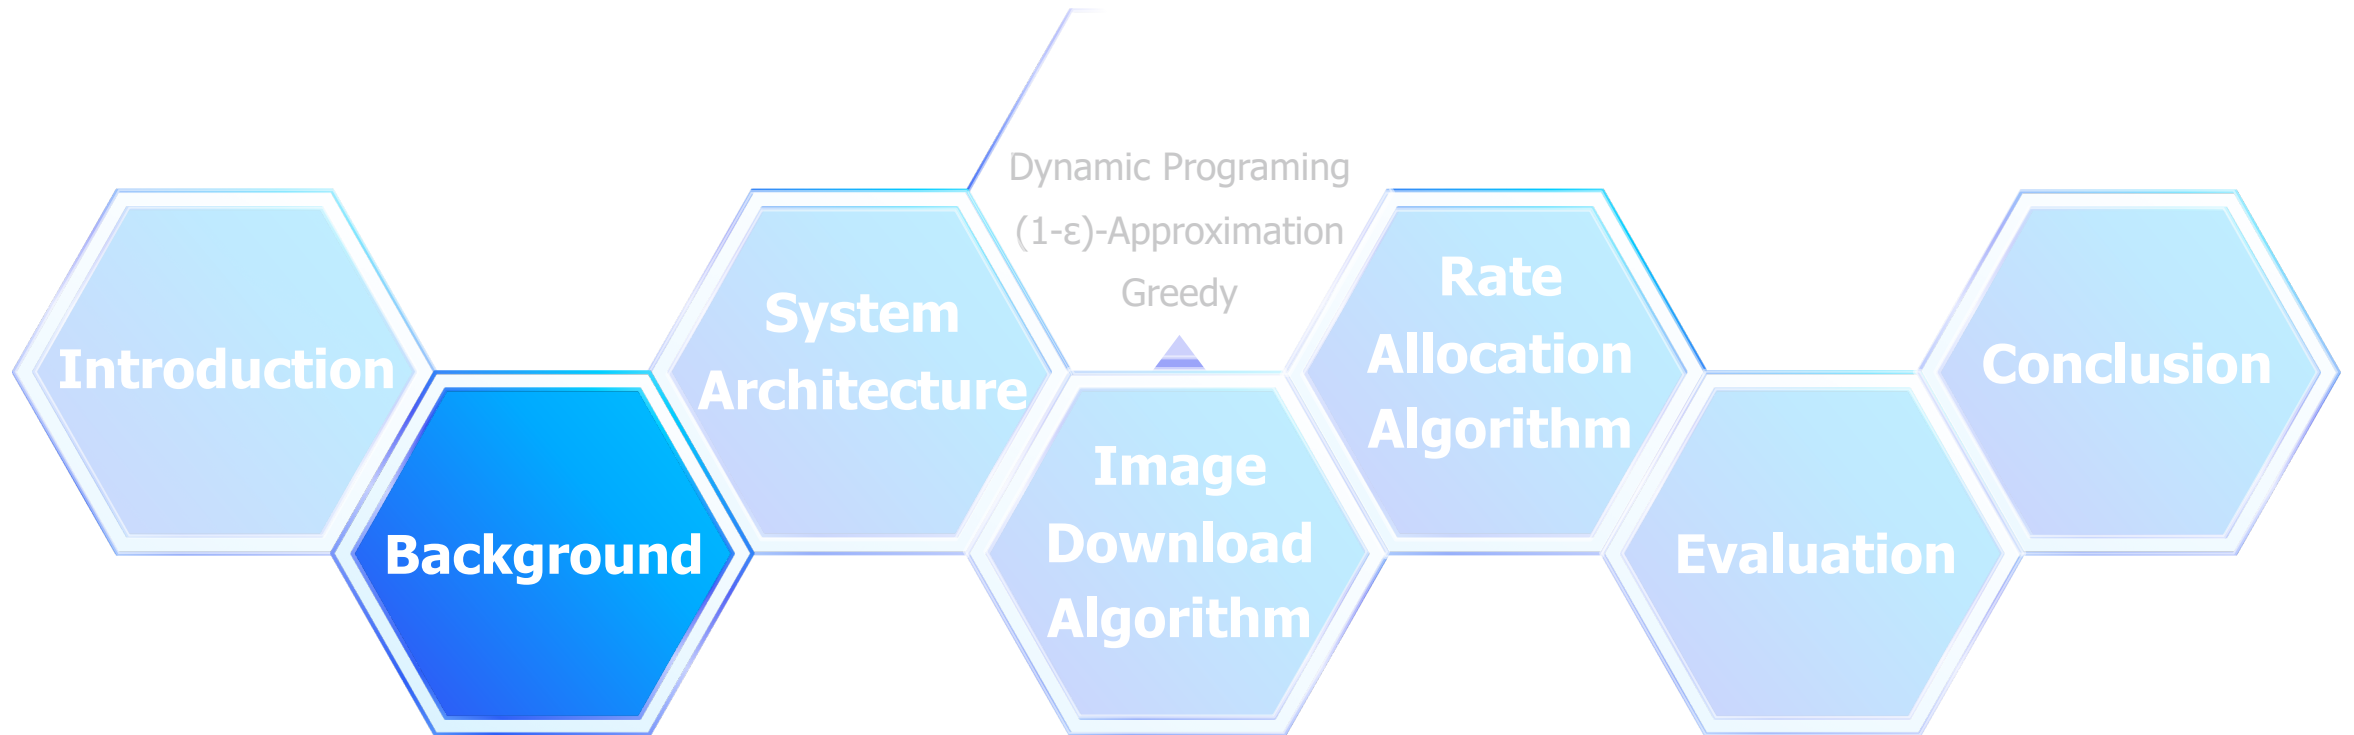 Introduction
Background
System
Architecture
Dynamic Programing
(1-ε)-Approximation
Greedy
Image
Download
Algorithm
Rate
Allocation
Algorithm
Evaluation
Conclusion